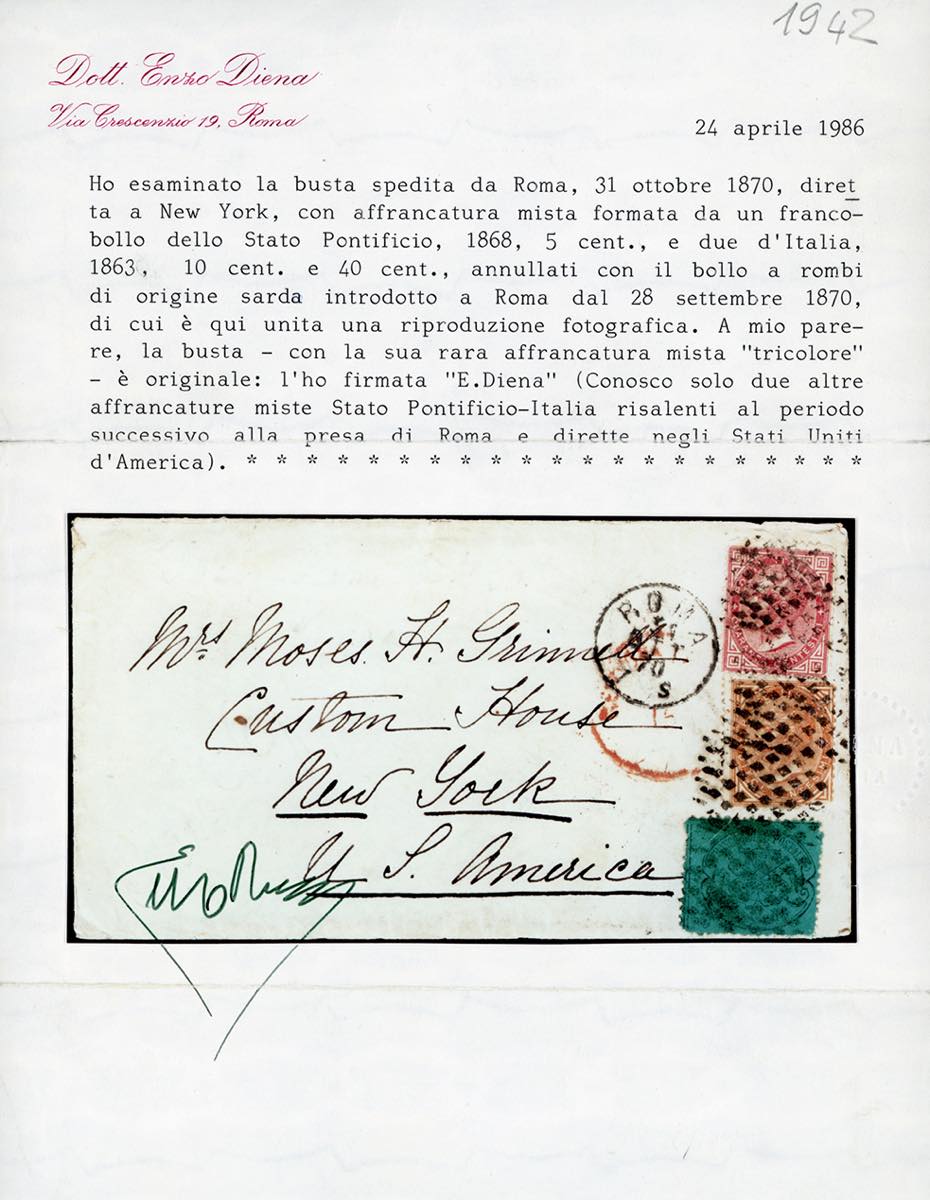 1942
Dott. Enzo Diena
Via Crescenzio 19, Roma
24 aprile 1986
Ho esaminato la busta spedita da Roma, 31 ottobre 1870, diret
ta a New York, con affrancatura mista formata da un franco-
bollo dello Stato Pontificio, 1868, 5 cent., e due d'Italia,
1863, 10 cent. e 40 cent., annullati con il bollo a rombi
di origine sarda introdotto a Roma dal 28 settembre 1870,
di cui è qui unita una riproduzione fotografica. A mio pare-
re, la busta - con la sua rara affrancatura mista "tricolore"
- è originale: l'ho firmata "E.Diena" (Conosco solo due altre
affrancature miste Stato Pontificio-Italia risalenti al periodo
successivo alla presa di Roma e dirette negli Stati Uniti
d'America). * * * * * * * * * * * * * * * * * * * * *
ROMA
70
S
Mrs Moses. H. Grinnell
Custom House
New York
U. S. America